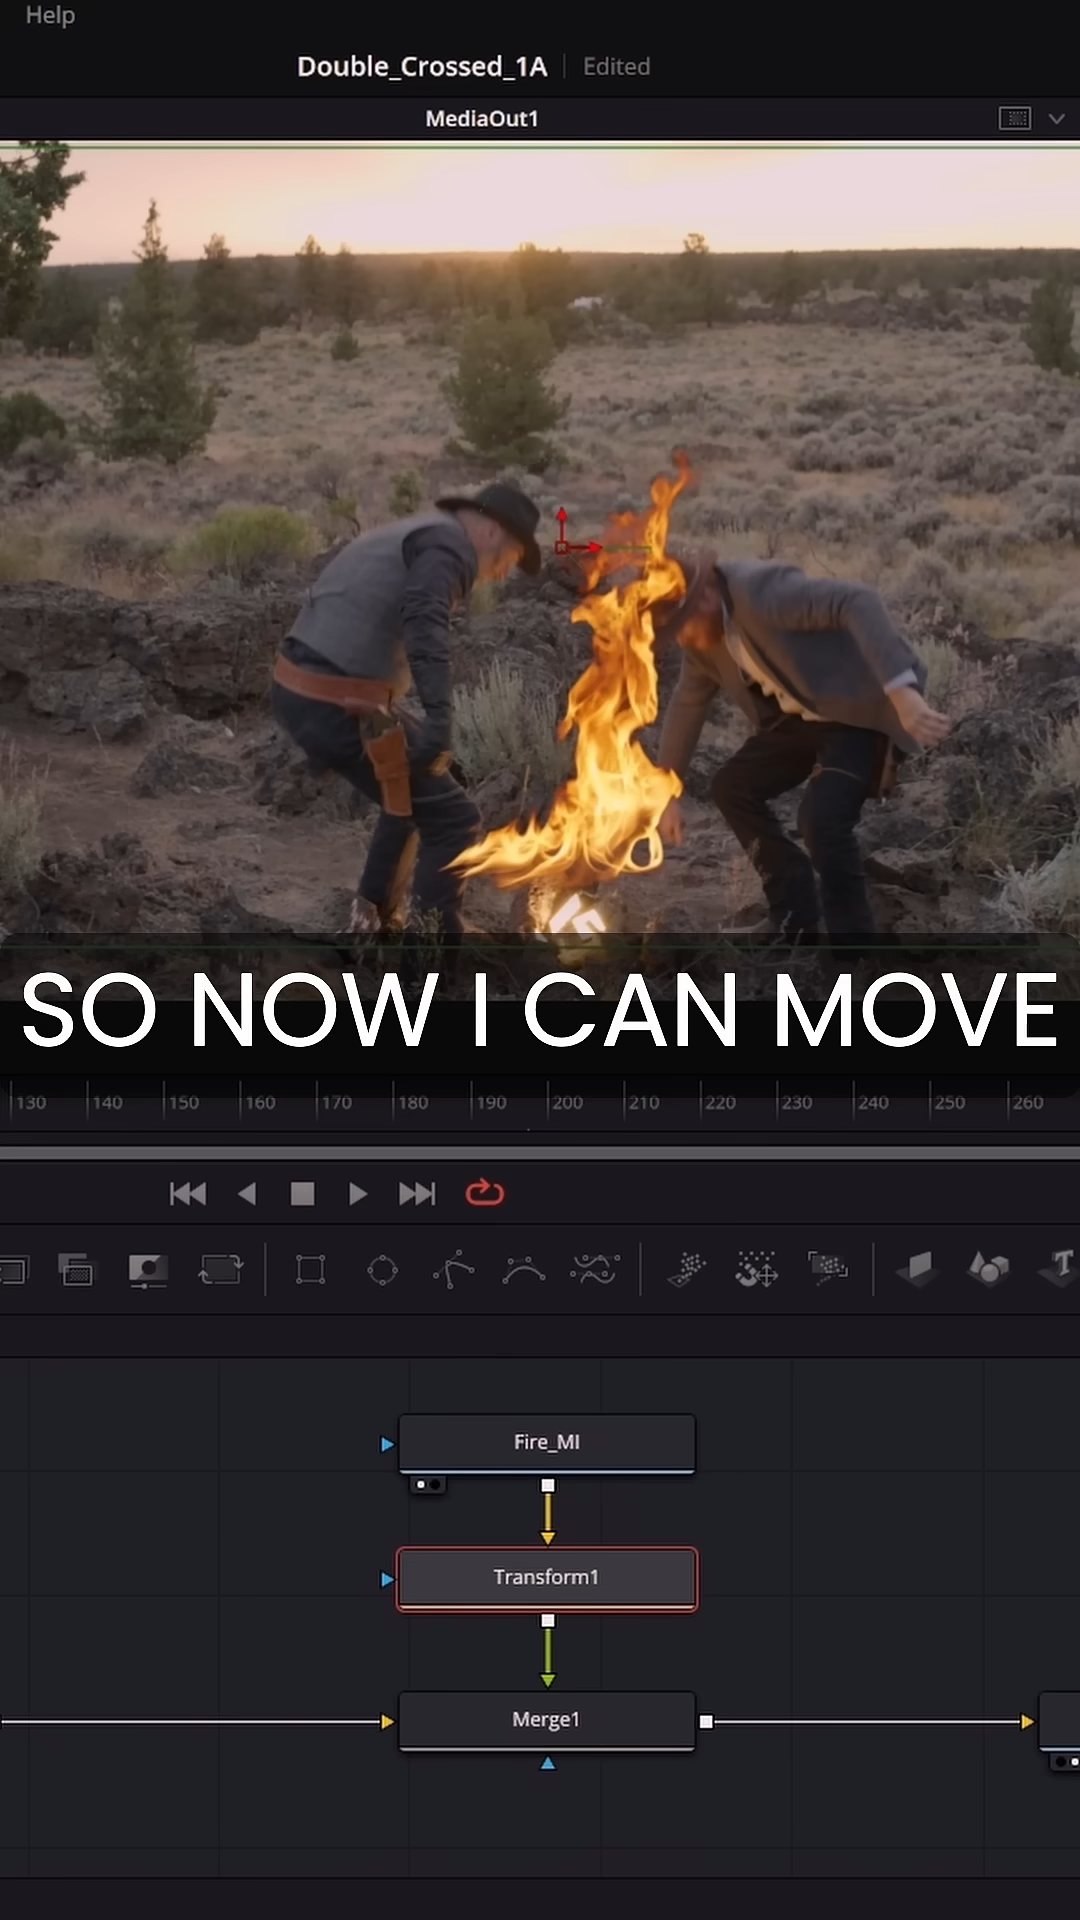 Help
Double_Crossed_1A Edited
MediaOut1
SO NOW I CAN MOVE
130 140 150 160 170 180 190 200 210 220 230 240 250 260
T
Fire_MI
Transform1
Merge1